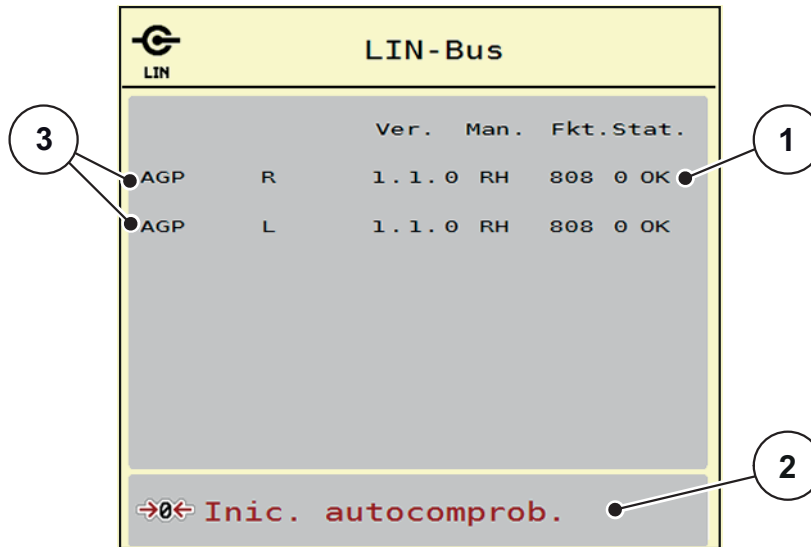 LIN
LIN-Bus
Ver. Man. Fkt. Stat.
3
1
AGP R 1.1.0 RH 808 0 OK
AGP L 1.1.0 RH 808 0 OK
2
→0← Inic. autocomprob.